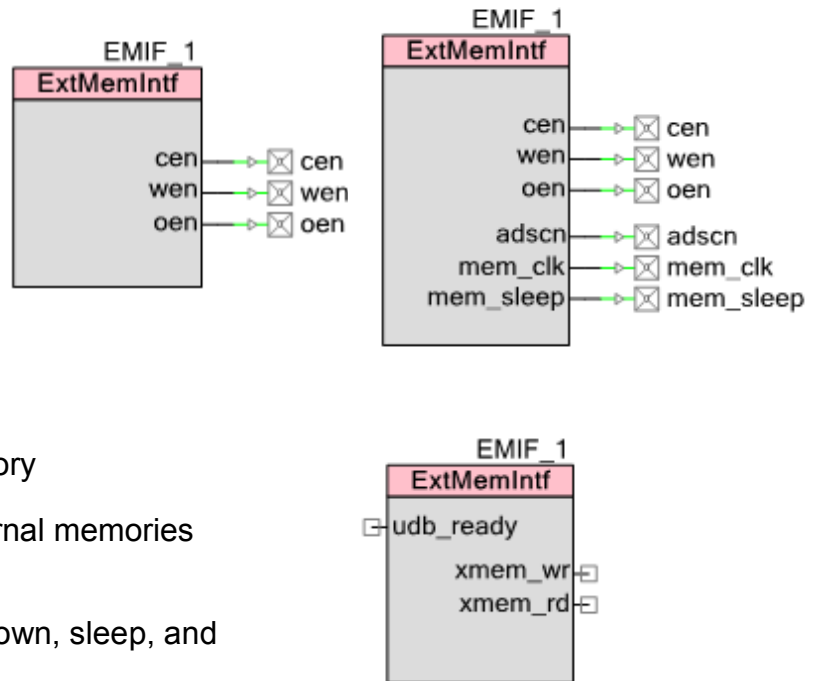 EMIF_1
ExtMemIntf
cen cen
wen wen
oen oen
EMIF_1
ExtMemIntf
cen cen
wen wen
oen oen
adscn adscn
mem_clk mem_clk
mem_sleep mem_sleep
ory
rnal memories
own, sleep, and
EMIF_1
ExtMemIntf
udb_ready
xmem_wr
xmem_rd